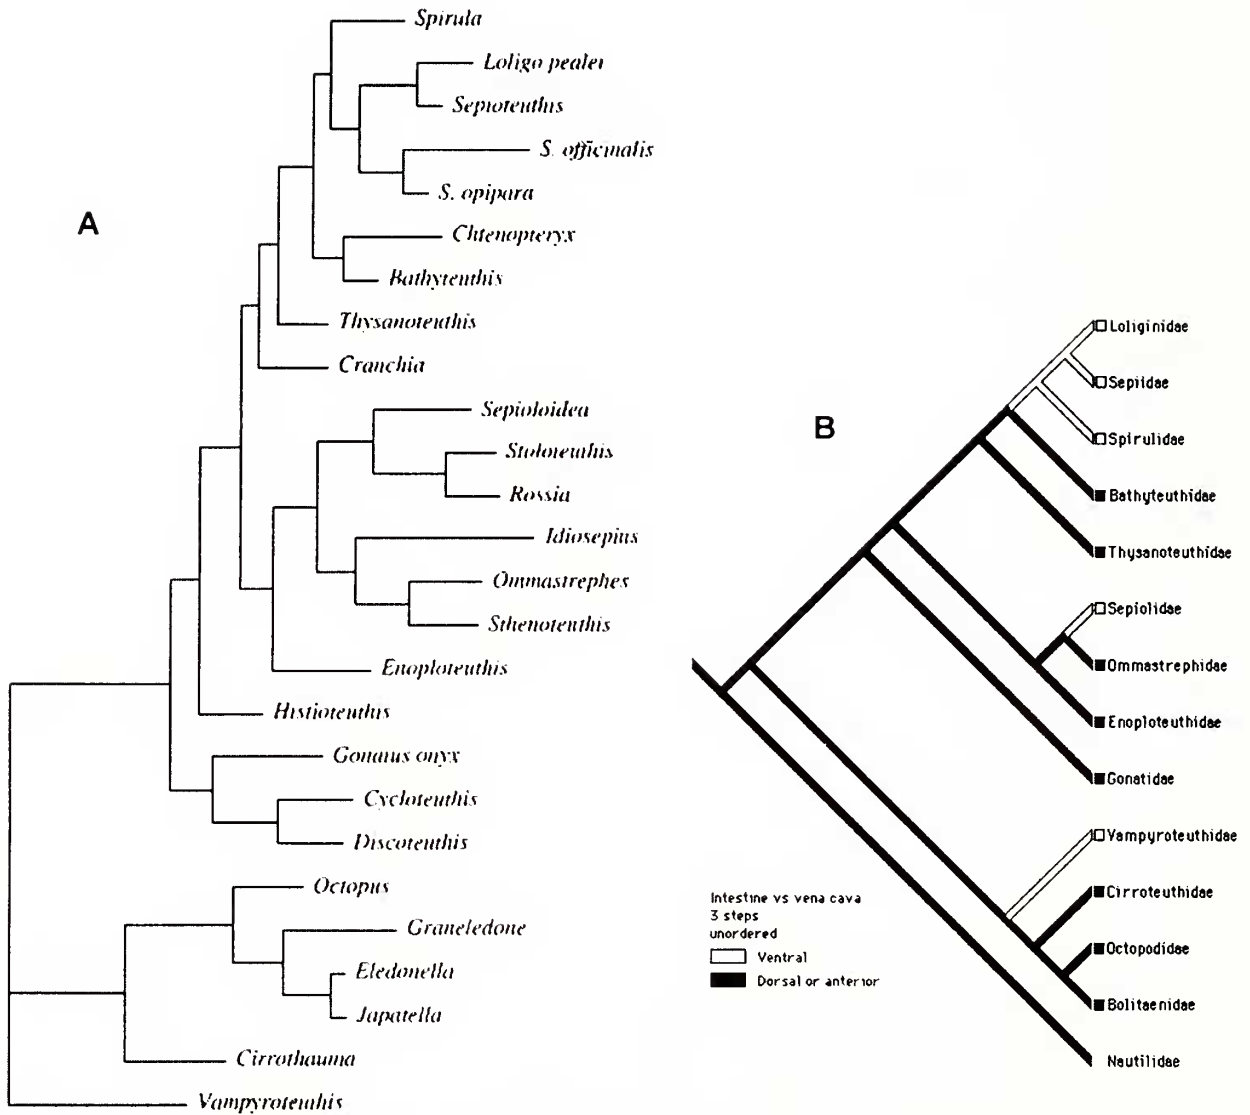 Spirula
Loligo pealei
Sepioteuthis
S. officinalis
S. opipara
A
Chtenopteryx
Bathyteuthis
Thysanoteuthis
Cranchia
Sepioloidea
Stoloteuthis
Rossia
Idiosepius
Ommastrephes
Sthenoteuthis
Enoploteuthis
Histioteuthis
Gonatus onyx
Cycloteuthis
Discoteuthis
Octopus
Graneledone
Eledonella
Japatella
Cirrothauma
Vampyroteuthis
B
Loliginidae
Sepiidae
Spirulidae
Bathyteuthidae
Thysanoteuthidae
Sepiolidae
Ommastrephidae
Enoploteuthidae
Gonatidae
Vampyroteuthidae
Cirroteuthidae
Octopodidae
Bolitaenidae
Nautilidae
Intestine vs vena cava
3 steps
unordered
Ventral
Dorsal or anterior